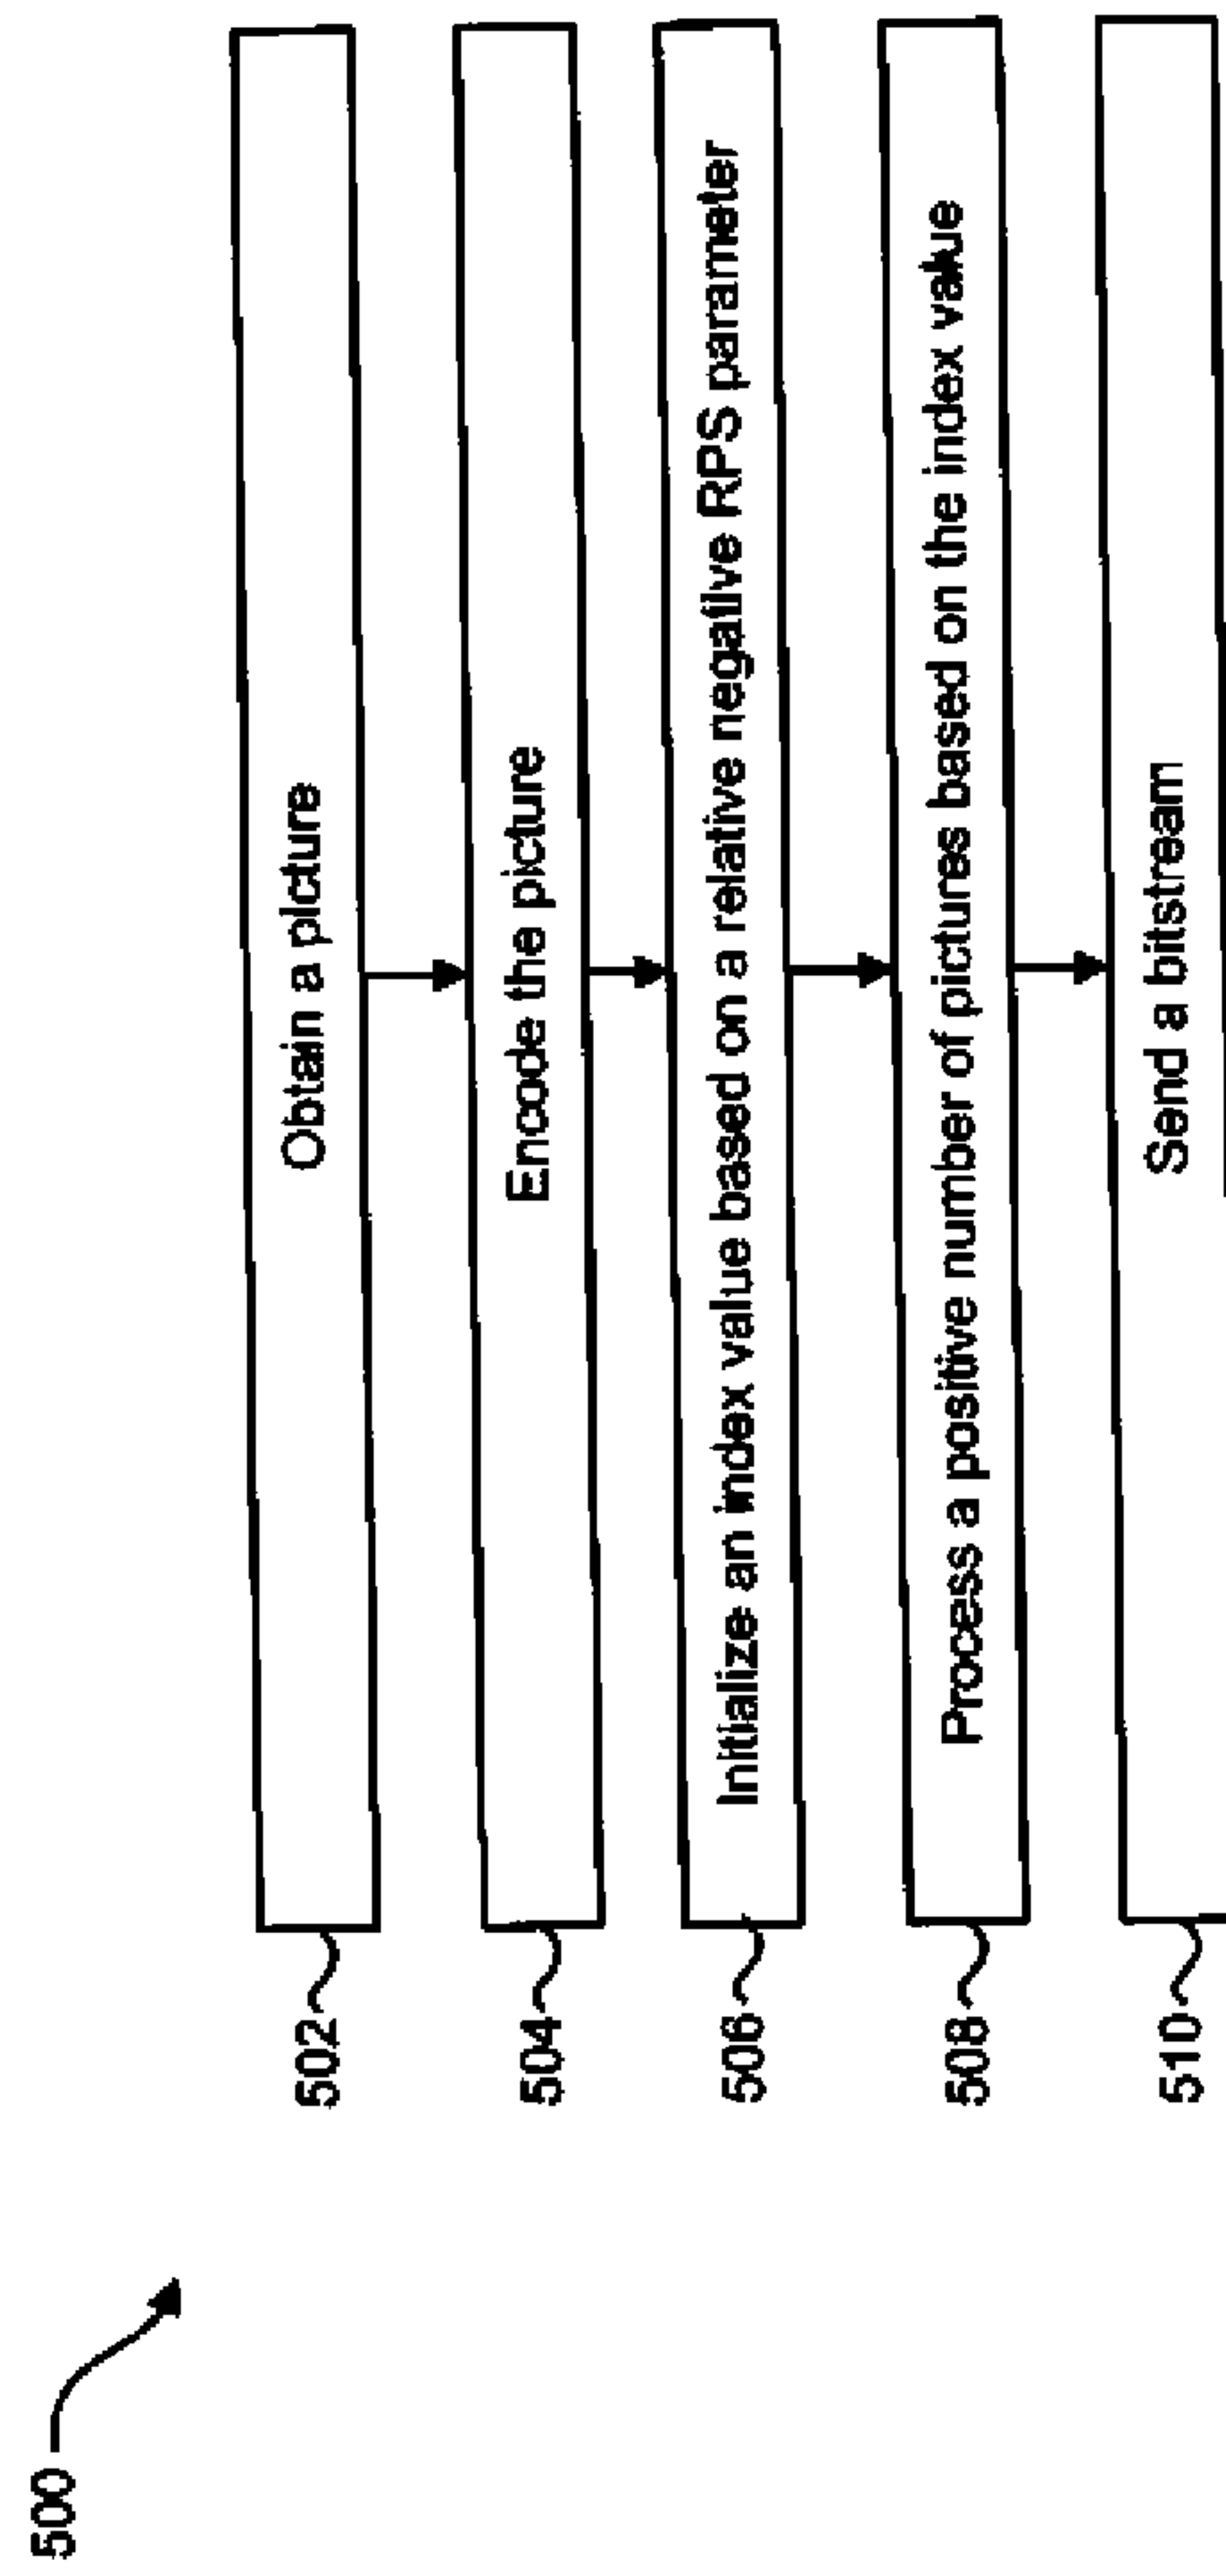 500
502
Obtain a picture
504
Encode the picture
506
Initialize an index value based on a relative negative RPS parameter
508
Process a positive number of pictures based on the index value
510
Send a bitstream